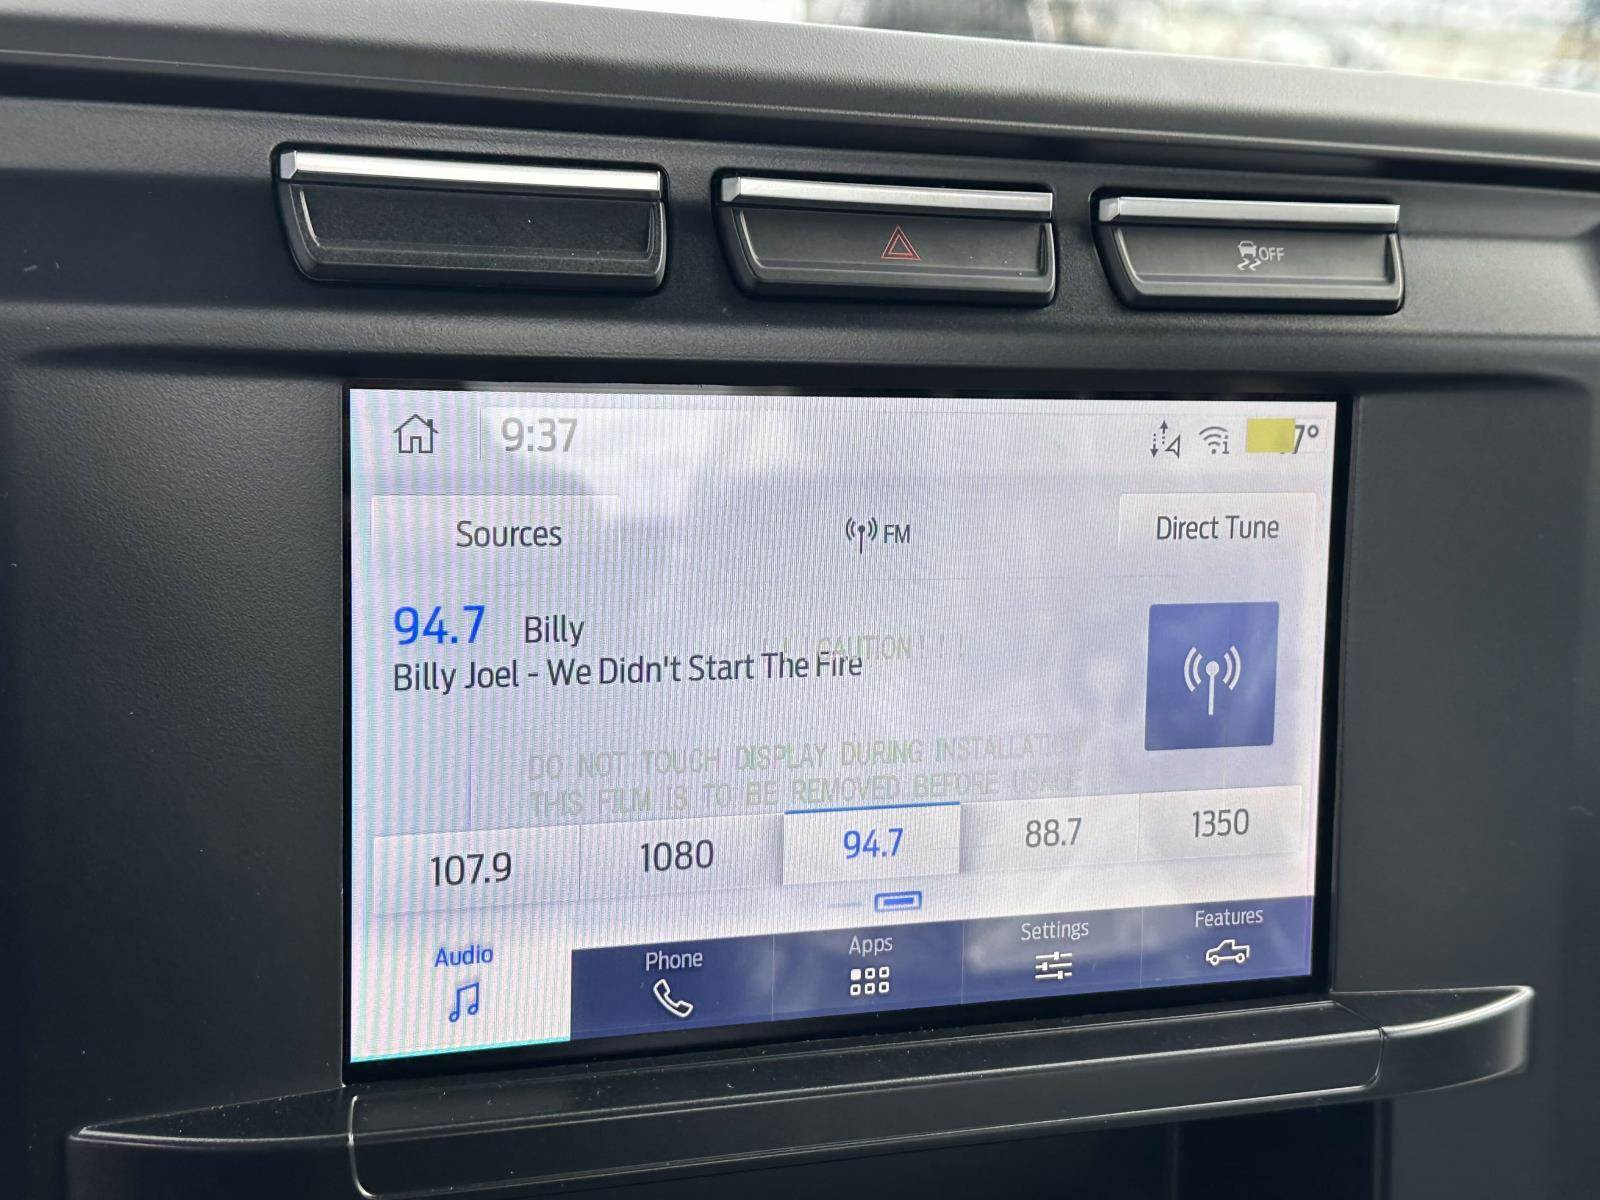 OFF
9:37
7°
Sources
FM
Direct Tune
94.7 Billy
Billy Joel - We Didn't Start The Fire
! ! ! CAUTION ! ! !
DO NOT TOUCH DISPLAY DURING INSTALLATION
THIS FILM IS TO BE REMOVED BEFORE USAGE
107.9 1080 94.7 88.7 1350
Audio Phone Apps Settings Features